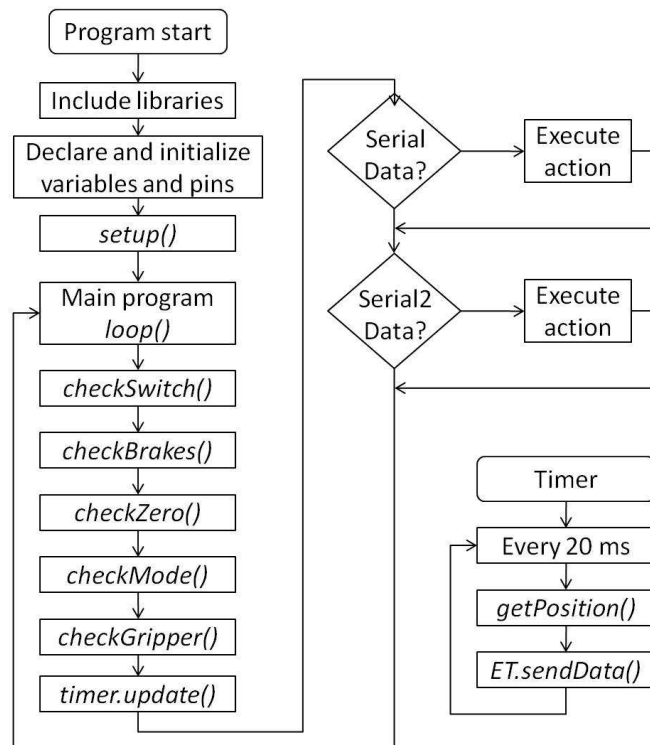 Program start
Include libraries
Declare and initialize
variables and pins
setup()
Main program
loop()
checkSwitch()
checkBrakes()
checkZero()
checkMode()
checkGripper()
timer.update()
Serial
Data?
Execute
action
Serial2
Data?
Execute
action
Timer
Every 20 ms
getPosition()
ET.sendData()